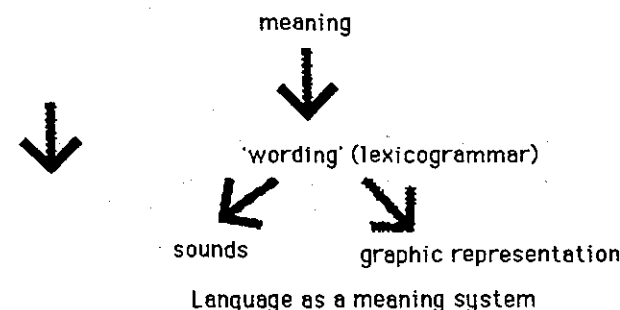 meaning
'wording' (lexicogrammar)
sounds graphic representation
Language as a meaning system